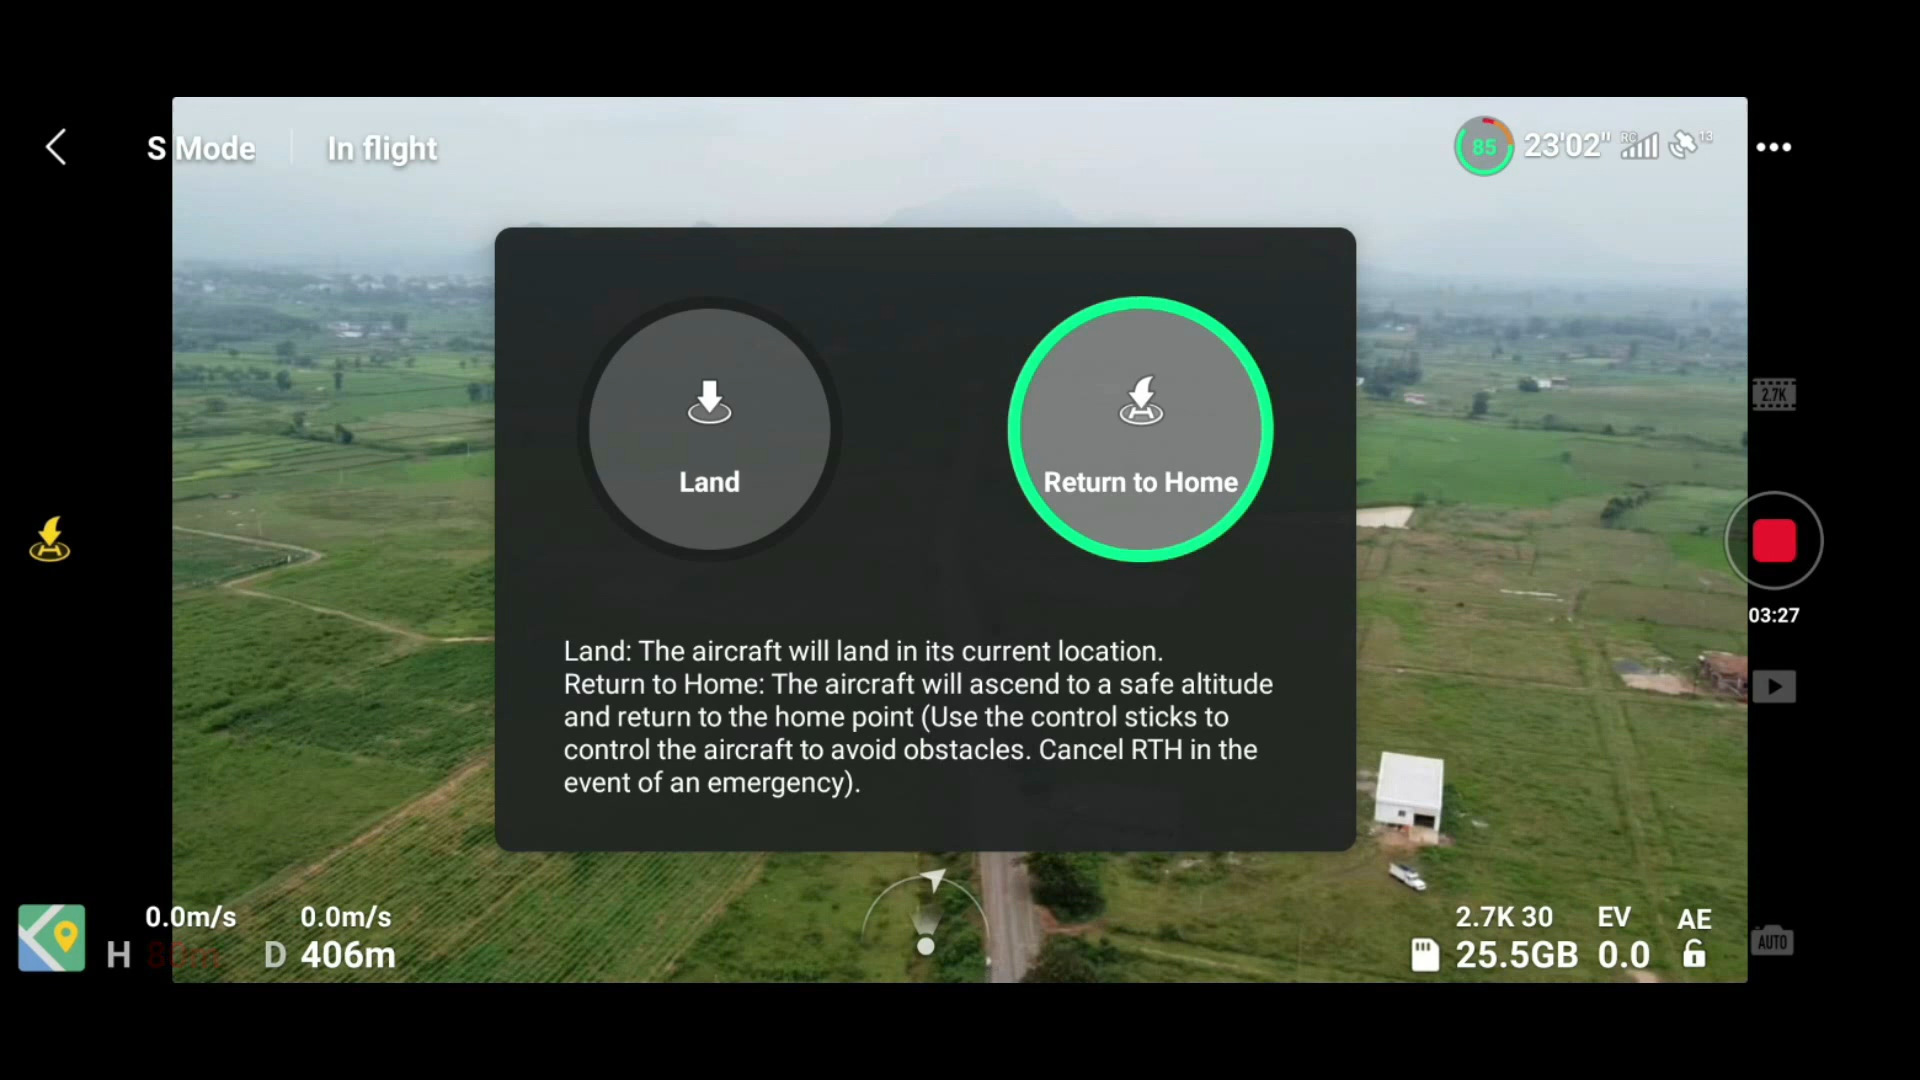 S Mode
In flight
85
23'02"
RC
13
Land
Return to Home
2.7K
03:27
Land: The aircraft will land in its current location.
Return to Home: The aircraft will ascend to a safe altitude
and return to the home point (Use the control sticks to
control the aircraft to avoid obstacles. Cancel RTH in the
event of an emergency).
0.0m/s
0.0m/s
H
D 406m
2.7K 30
EV
AE
25.5GB
0.0
AUTO